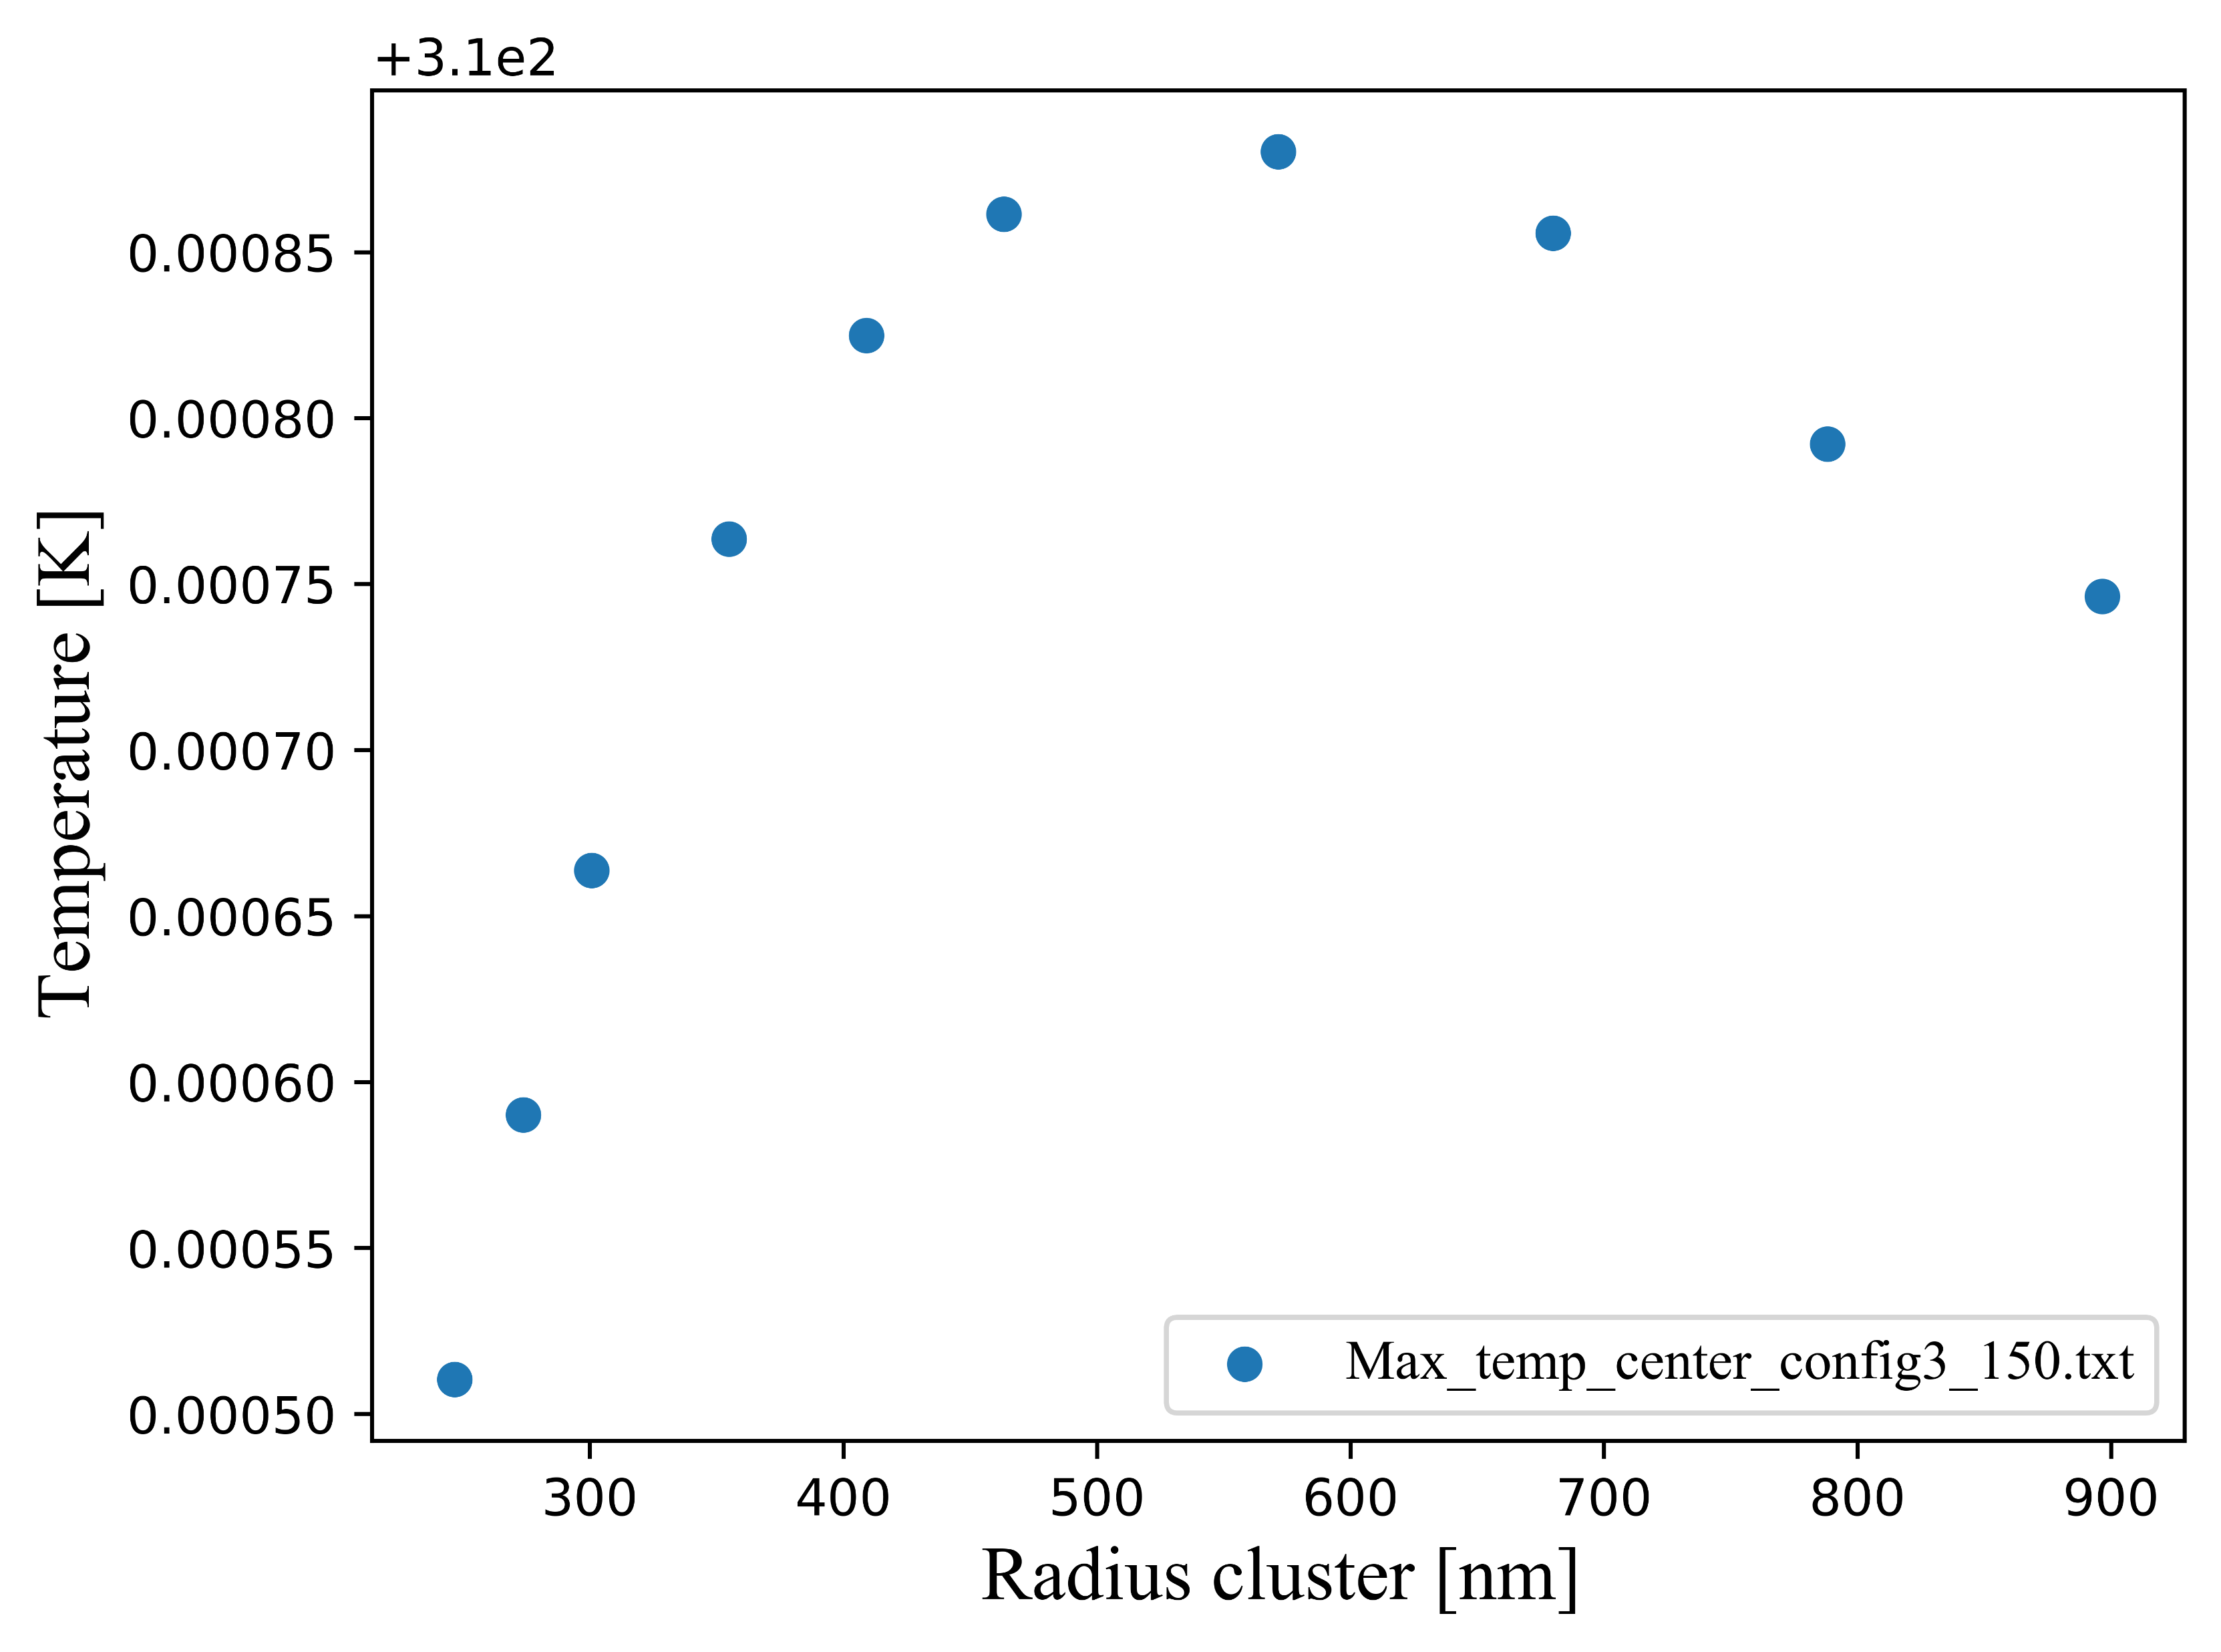 +3.1e2
0.00085
0.00080
0.00075
0.00070
0.00065
0.00060
0.00055
0.00050
Temperature [K]
Max_temp_center_config3_150.txt
300 400 500 600 700 800 900
Radius cluster [nm]